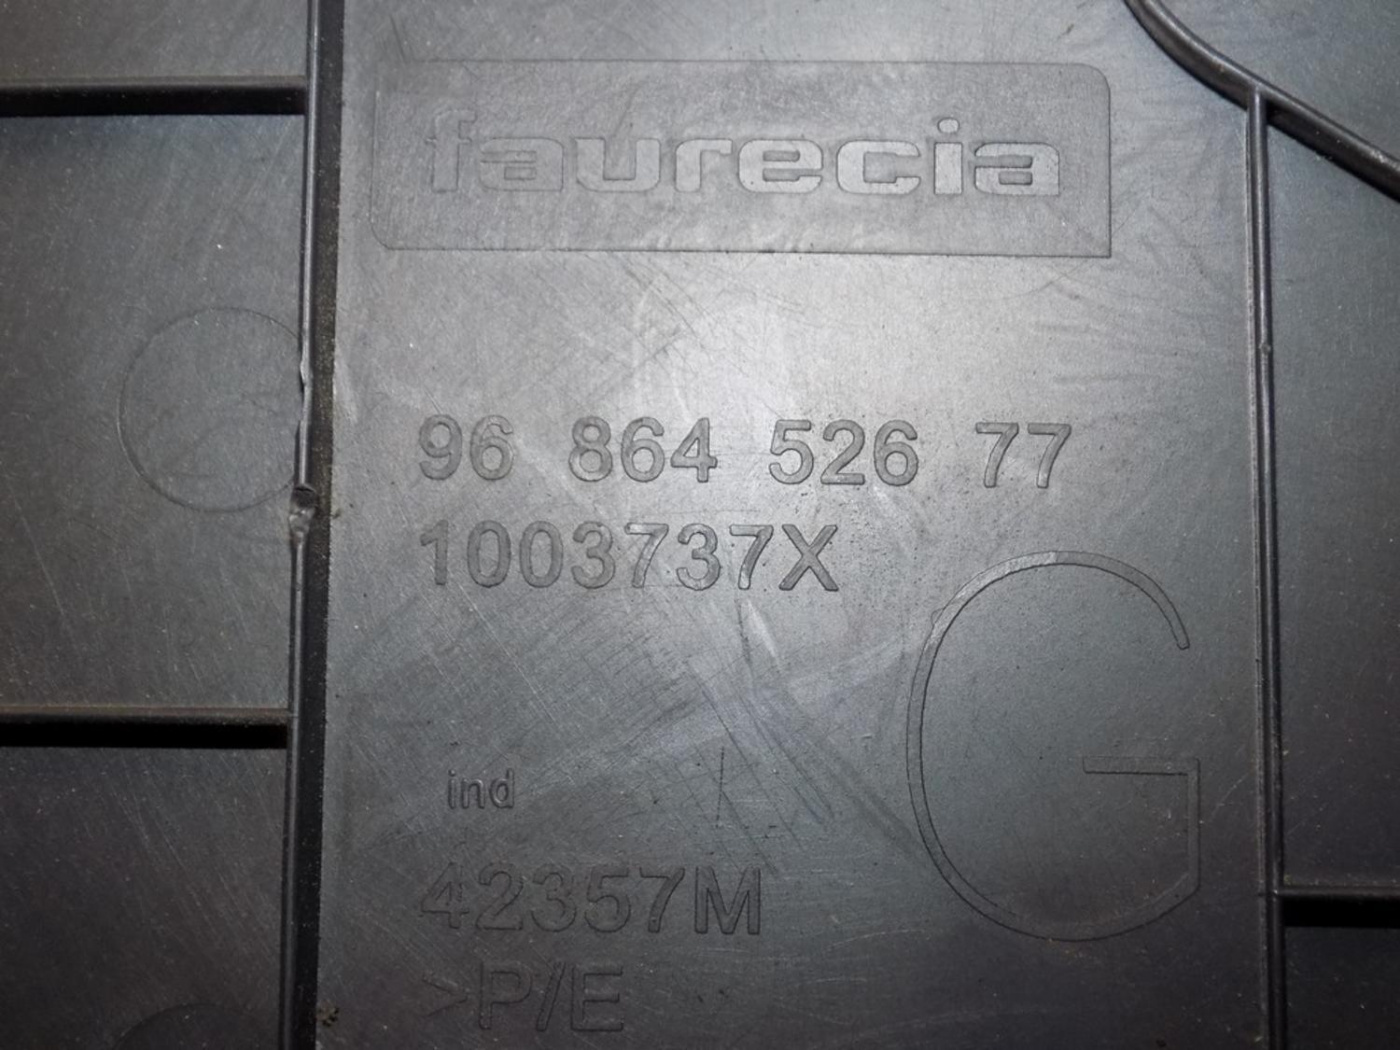 faurecia
96 864 526 77
1003737X
G
ind
42357M
>P/E